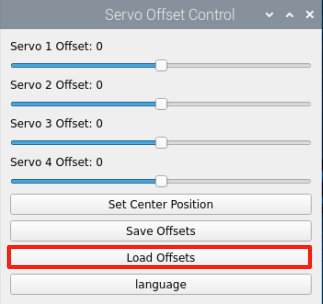 Servo Offset Control
Servo 1 Offset: 0
Servo 2 Offset: 0
Servo 3 Offset: 0
Servo 4 Offset: 0
Set Center Position
Save Offsets
Load Offsets
language